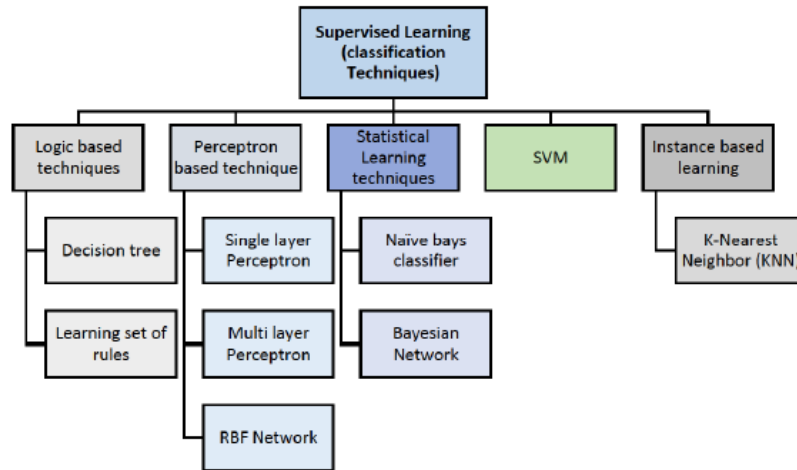 Supervised Learning
(classification
Techniques)
Logic based
techniques
Perceptron
based technique
Statistical
Learning
techniques
SVM
Instance based
learning
Decision tree
Single layer
Perceptron
Naïve bays
classifier
K-Nearest
Neighbor (KNN)
Learning set of
rules
Multi layer
Perceptron
Bayesian
Network
RBF Network